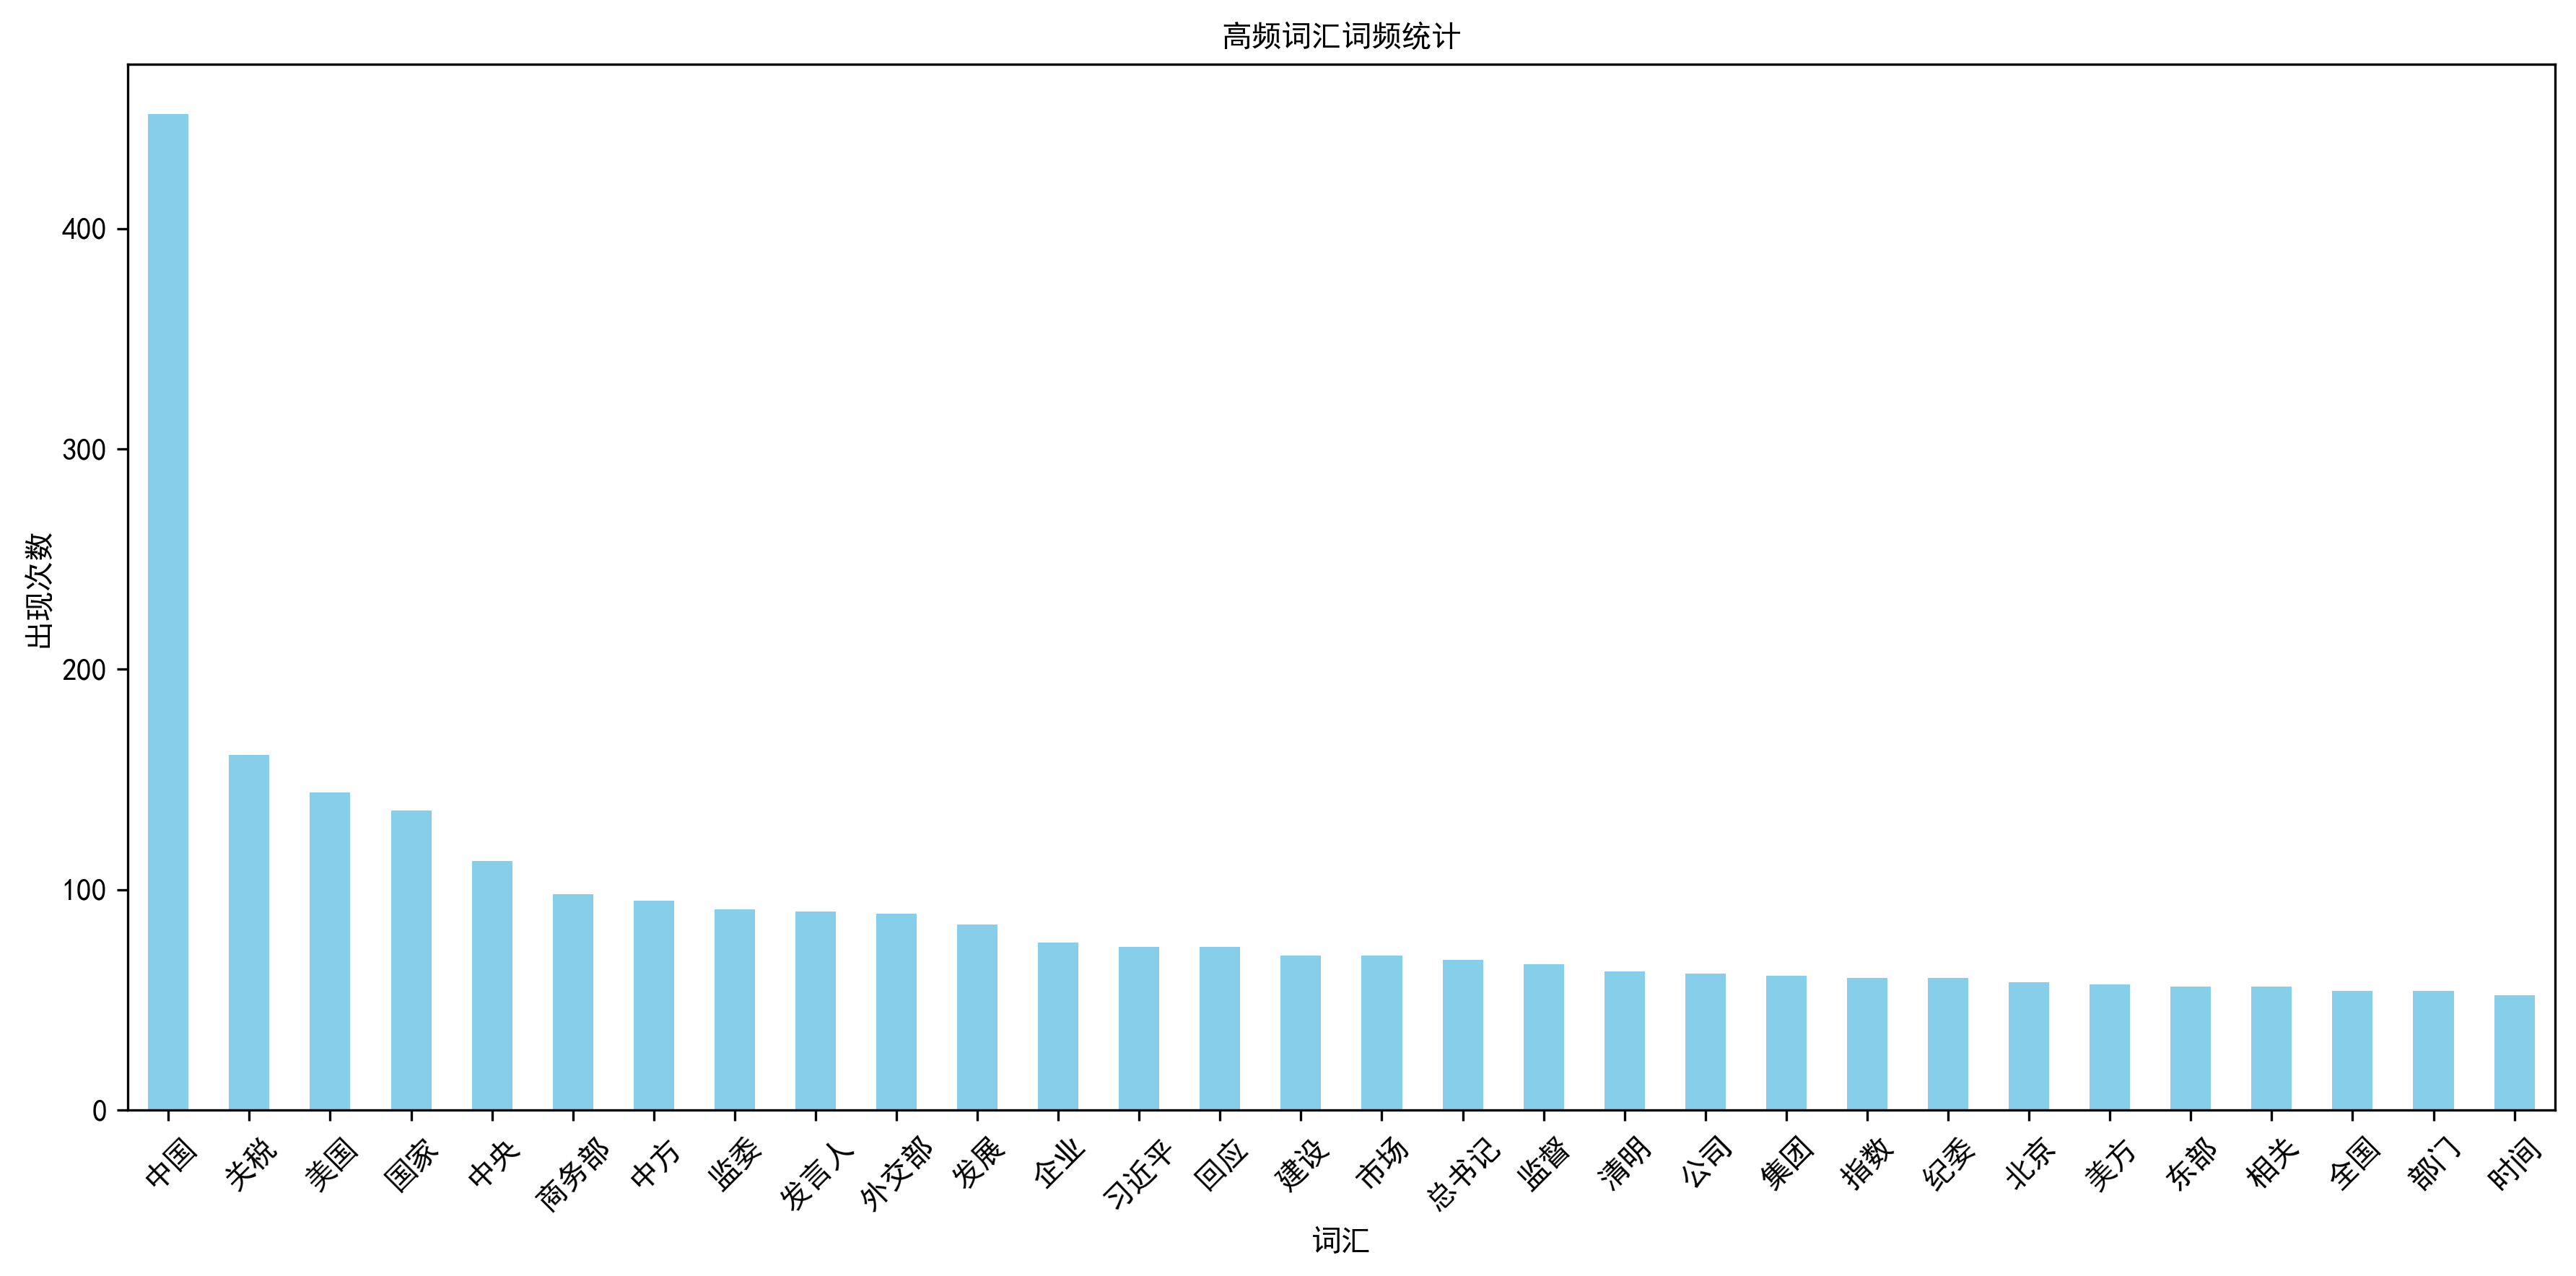 高频词汇词频统计
出现次数
400
300
200
100
0
中国
关税
美国
国家
中央
商务部
中方
监委
发言人
外交部
发展
企业
习近平
回应
建设
市场
总书记
监督
清明
公司
集团
指数
纪委
北京
美方
东部
相关
全国
部门
时间
词汇